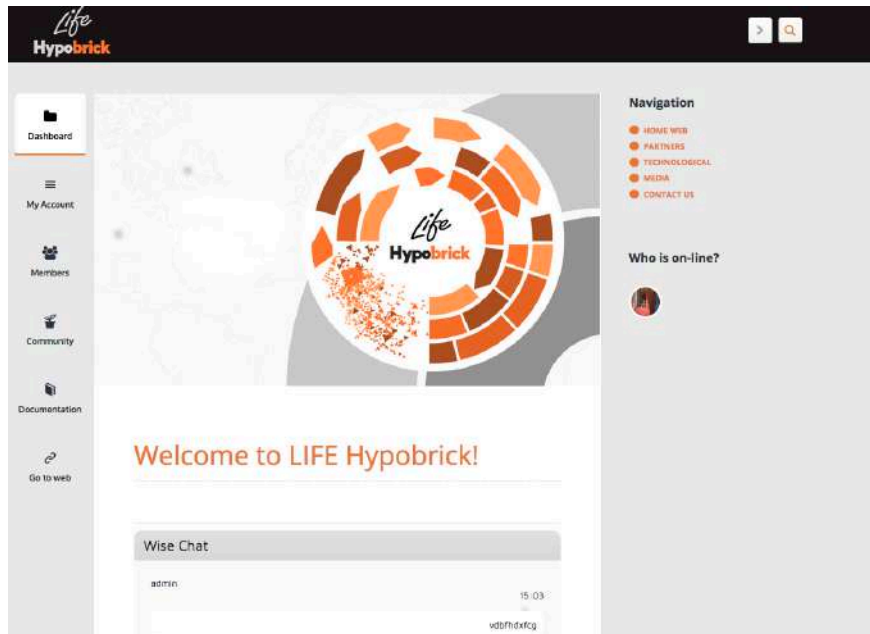 Life
Hypobrick
Dashboard
My Account
Members
Community
Documentation
Go to web
Life
Hypobrick
Welcome to LIFE Hypobrick!
Wise Chat
admin
15:03
vdbfhdxfcg
Navigation
HOME WEB
PARTNERS
TECHNOLOGICAL
MEDIA
CONTACT US
Who is on-line?